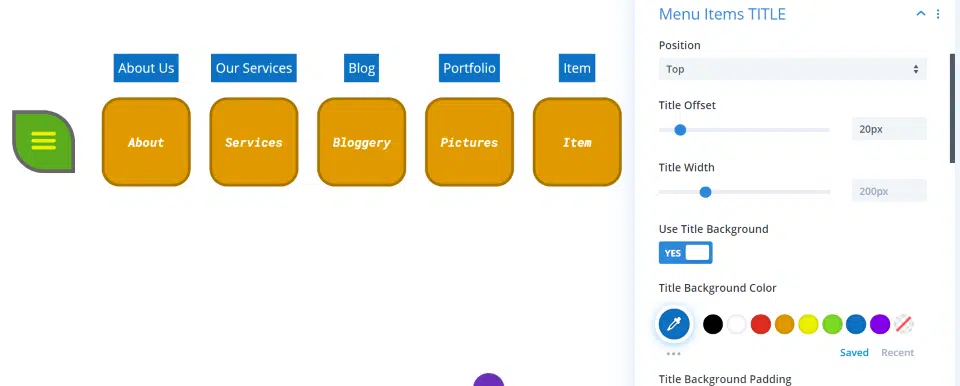 About Us
Our Services
Blog
Portfolio
Item
About
Services
Bloggery
Pictures
Item
Menu Items TITLE
Position
Top
Title Offset
20px
Title Width
200px
Use Title Background
YES
Title Background Color
Saved
Recent
Title Background Padding